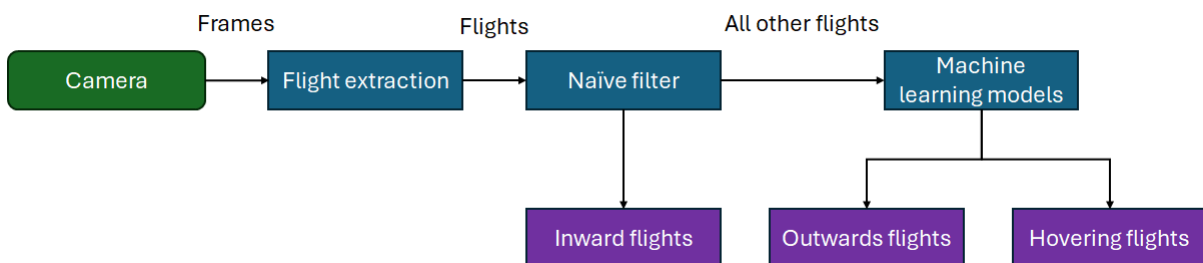 Frames
Flights
All other flights
Camera
Flight extraction
Naïve filter
Machine
learning models
Inward flights
Outwards flights
Hovering flights